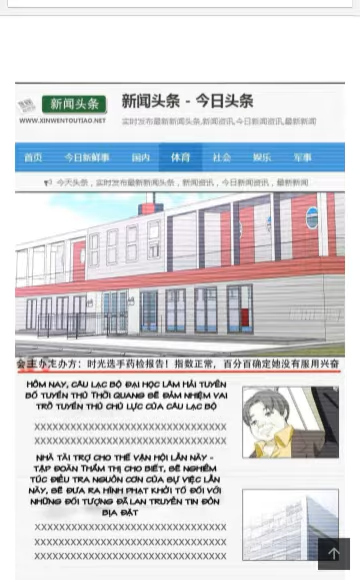 新闻头条
WWW.XINWENTOUTIAO.NET
新闻头条 - 今日头条
实时发布最新新闻头条,新闻资讯,今日新闻资讯,最新新闻
首页 今日新鲜事 国内 体育 社会 娱乐 军事
今天头条，实时发布最新新闻头条，新闻资讯，今日新闻资讯，最新新闻
会主办主办方：时光选手药检报告！指数正常，百分百确定她没有服用兴奋
HÔM NAY, CÂU LẠC BỘ ĐẠI HỌC LÂM HẢI TUYÊN
BỐ TUYỂN THỦ THỜI QUANG SẼ ĐẢM NHIỆM VAI
TRÒ TUYỂN THỦ CHỦ LỰC CỦA CÂU LẠC BỘ
XXXXXXXXXXXXXXXXXXXXXXXXXXXXX
XXXXXXXXXXXXXXXXXXXXXXXXXXXXX
NHÀ TÀI TRỢ CHO THẾ VẬN HỘI LẦN NÀY -
TẬP ĐOÀN THẨM THỊ CHO BIẾT, SẼ NGHIÊM
TÚC ĐIỀU TRA NGUỒN CƠN CỦA SỰ VIỆC LẦN
NÀY, SẼ ĐƯA RA HÌNH PHẠT KHỞI TỐ ĐỐI VỚI
NHỮNG ĐỐI TƯỢNG ĐÃ LAN TRUYỀN TIN ĐỒN
BỊA ĐẶT
XXXXXXXXXXXXXXXXXXXXXXXXXXXXX
XXXXXXXXXXXXXXXXXXXXXXXXXXXXX
XXXXXXXXXXXXXXXXXXXXXXXXXXXXX